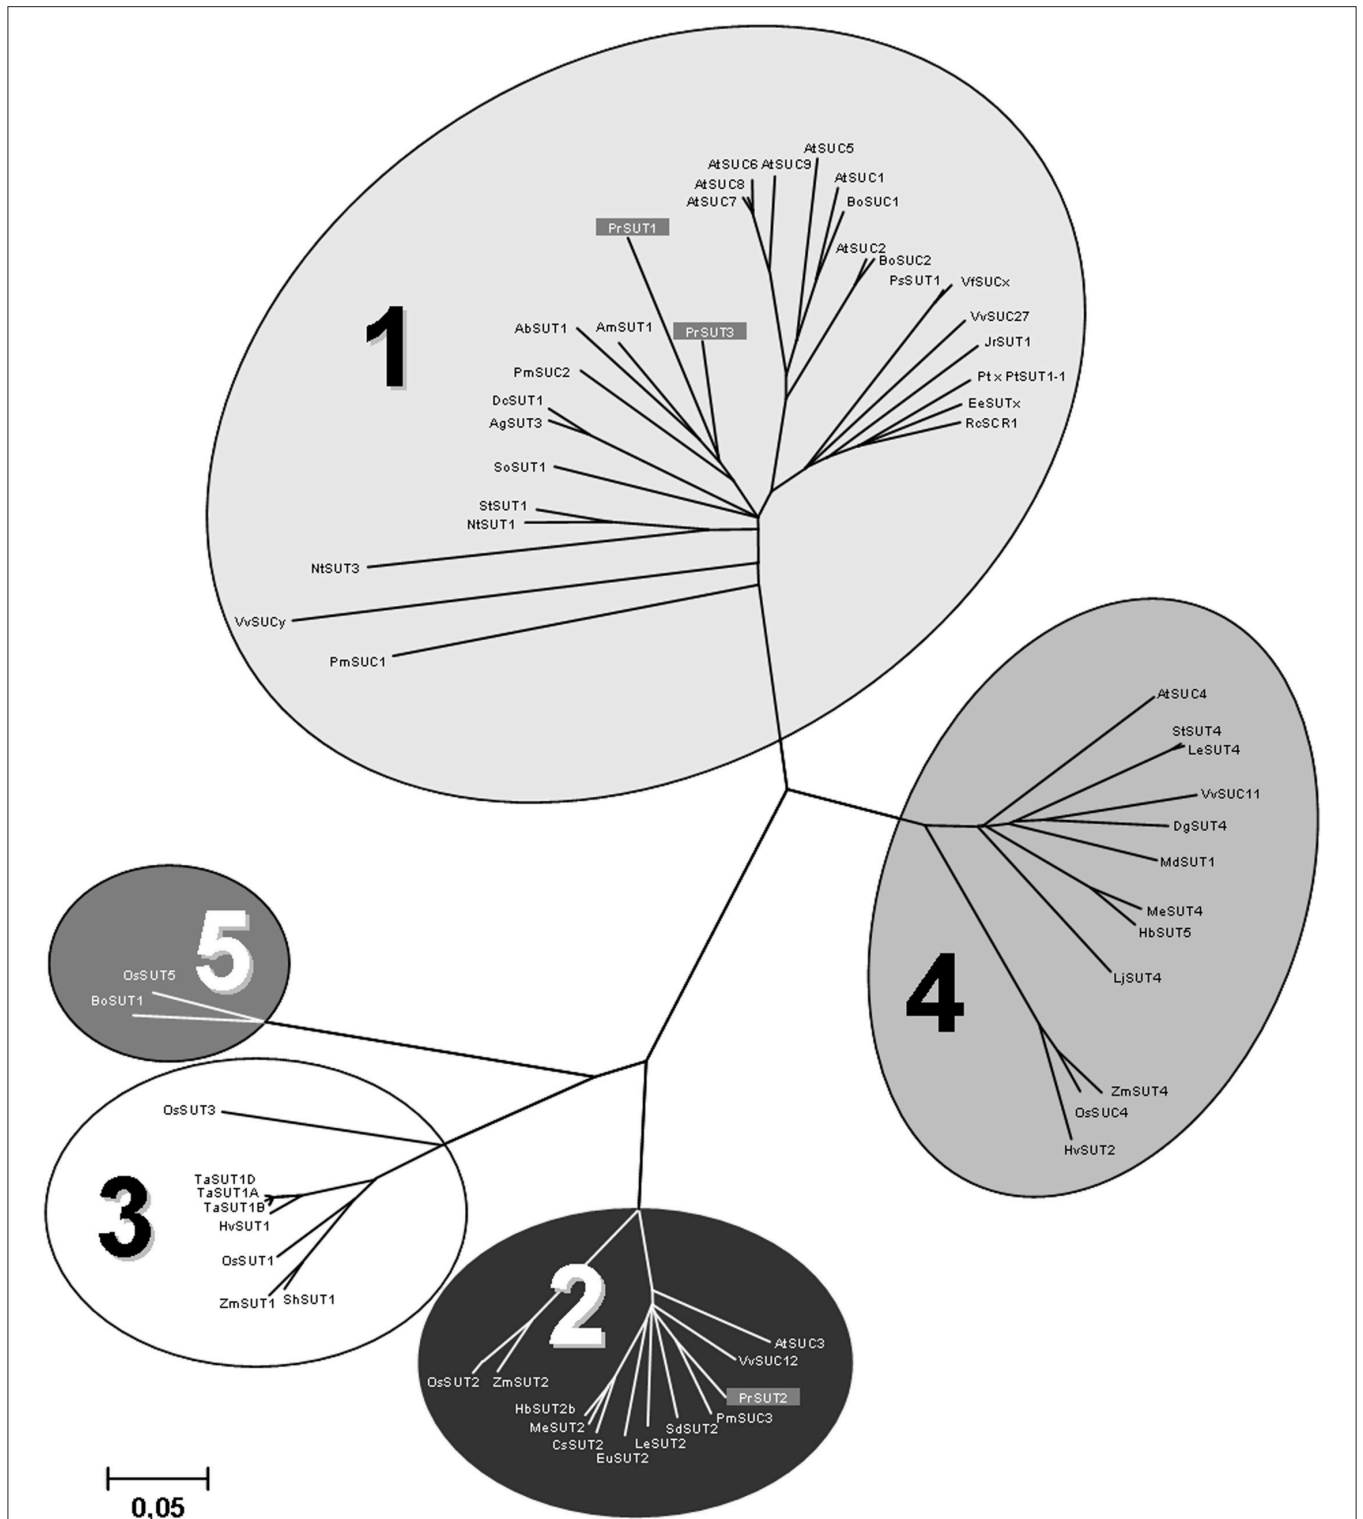 AtSUC5
AtSUC6 AtSUC9
AtSUC8
AtSUC1
AtSUC7
BoSUC1
PrSUT1
AtSUC2
BoSUC2
PsSUT1
VfSUCx
1
VvSUC27
AbSUT1
AmSUT1
PrSUT3
JrSUT1
PmSUC2
Pt x PtSUT1-1
DcSUT1
EeSUTx
AgSUT3
RcSCR1
SoSUT1
StSUT1
NtSUT1
NtSUT3
VvSUCy
PmSUC1
AtSUC4
StSUT4
LeSUT4
VvSUC11
DgSUT4
MdSUT1
MeSUT4
HbSUT5
LjSUT4
4
ZmSUT4
OsSUC4
HvSUT2
5
OsSUT5
BoSUT1
OsSUT3
3
TaSUT1D
TaSUT1A
TaSUT1B
HvSUT1
OsSUT1
ZmSUT1
ShSUT1
2
AtSUC3
VvSUC12
OsSUT2
ZmSUT2
PrSUT2
HbSUT2b
PmSUC3
MeSUT2
SdSUT2
CsSUT2
LeSUT2
EuSUT2
0,05